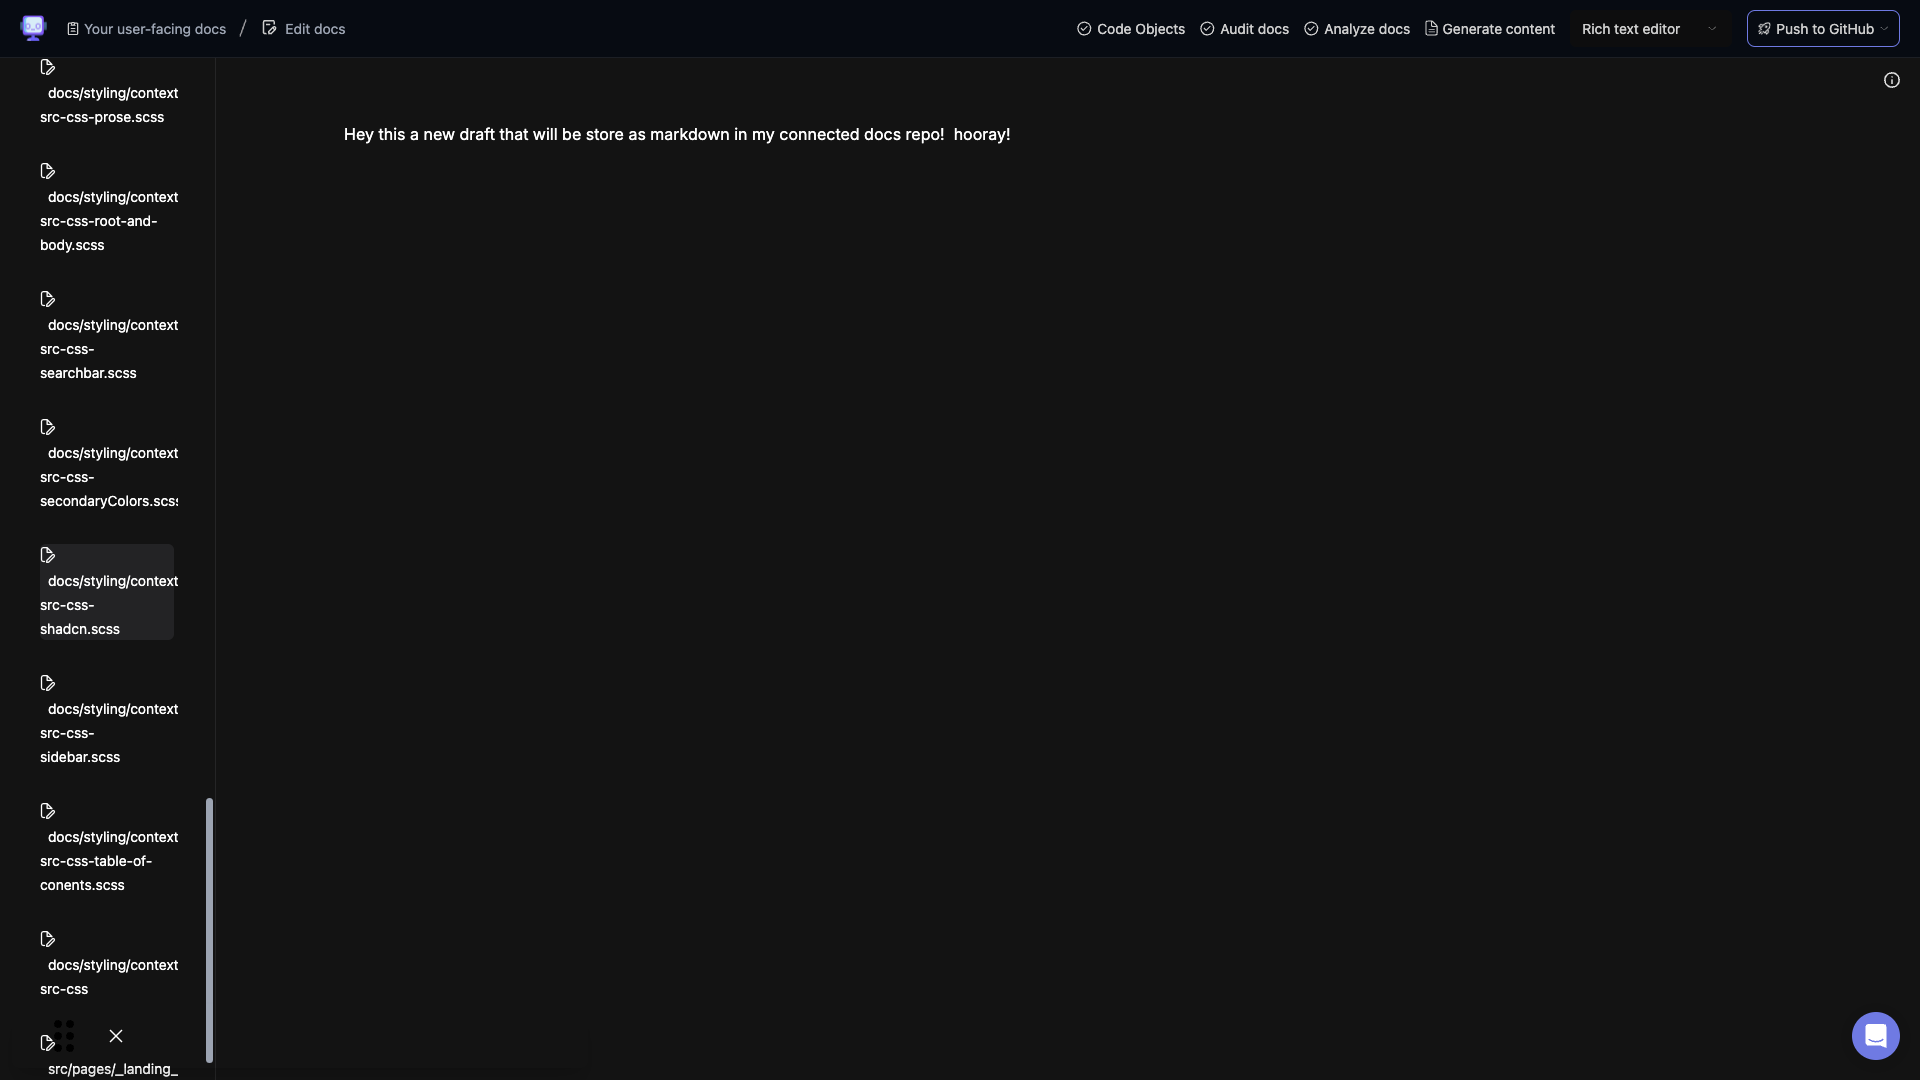 Your user-facing docs / Edit docs
Code Objects Audit docs Analyze docs Generate content Rich text editor Push to GitHub
docs/styling/context
src-css-prose.scss
docs/styling/context
src-css-root-and-
body.scss
docs/styling/context
src-css-
searchbar.scss
docs/styling/context
src-css-
secondaryColors.scss
docs/styling/context
src-css-
shadcn.scss
docs/styling/context
src-css-
sidebar.scss
docs/styling/context
src-css-table-of-
conents.scss
docs/styling/context
src-css
src/pages/_landing_
Hey this a new draft that will be store as markdown in my connected docs repo!  hooray!